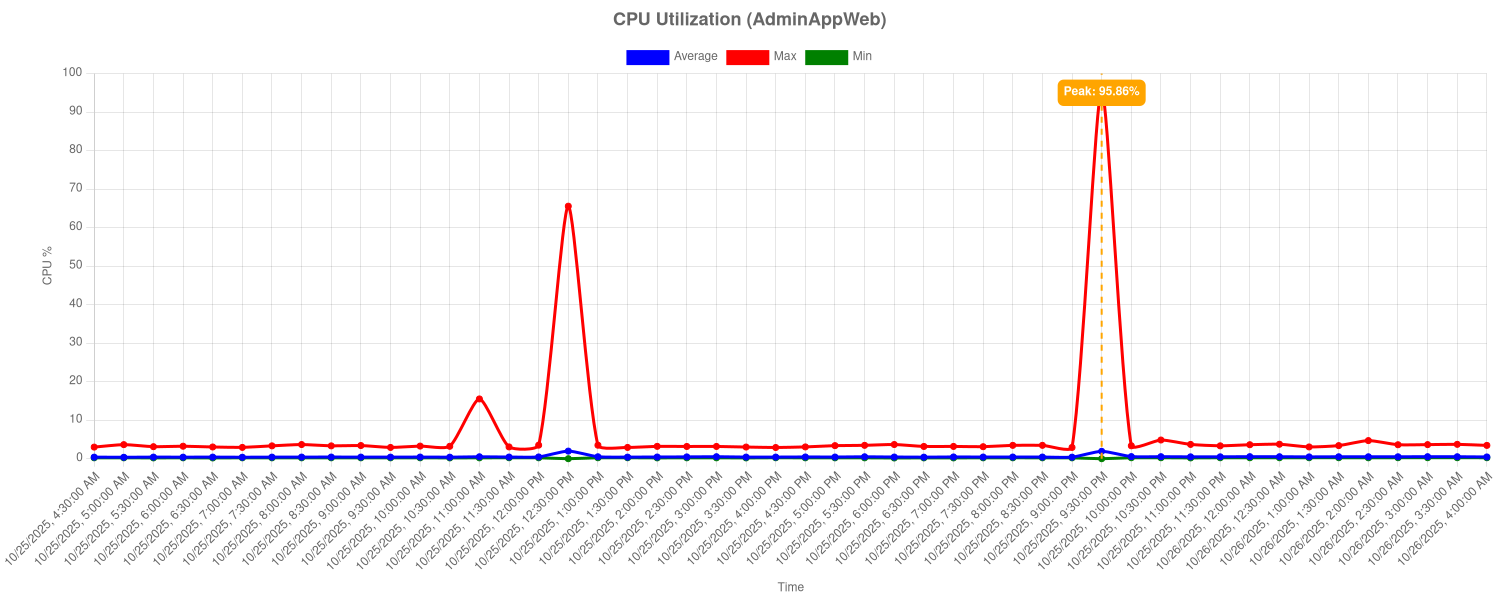 CPU Utilization (AdminAppWeb)
Average Max Min
100
90
80
70
60
50
40
30
20
10
0
CPU %
Peak: 95.86%
10/25/2025, 4:30:00 AM
10/25/2025, 5:00:00 AM
10/25/2025, 5:30:00 AM
10/25/2025, 6:00:00 AM
10/25/2025, 6:30:00 AM
10/25/2025, 7:00:00 AM
10/25/2025, 7:30:00 AM
10/25/2025, 8:00:00 AM
10/25/2025, 8:30:00 AM
10/25/2025, 9:00:00 AM
10/25/2025, 9:30:00 AM
10/25/2025, 10:00:00 AM
10/25/2025, 10:30:00 AM
10/25/2025, 11:00:00 AM
10/25/2025, 11:30:00 AM
10/25/2025, 12:00:00 PM
10/25/2025, 12:30:00 PM
10/25/2025, 1:00:00 PM
10/25/2025, 1:30:00 PM
10/25/2025, 2:00:00 PM
10/25/2025, 2:30:00 PM
10/25/2025, 3:00:00 PM
10/25/2025, 3:30:00 PM
10/25/2025, 4:00:00 PM
10/25/2025, 4:30:00 PM
10/25/2025, 5:00:00 PM
10/25/2025, 5:30:00 PM
10/25/2025, 6:00:00 PM
10/25/2025, 6:30:00 PM
10/25/2025, 7:00:00 PM
10/25/2025, 7:30:00 PM
10/25/2025, 8:00:00 PM
10/25/2025, 8:30:00 PM
10/25/2025, 9:00:00 PM
10/25/2025, 9:30:00 PM
10/25/2025, 10:00:00 PM
10/25/2025, 10:30:00 PM
10/25/2025, 11:00:00 PM
10/25/2025, 11:30:00 PM
10/26/2025, 12:00:00 AM
10/26/2025, 12:30:00 AM
10/26/2025, 1:00:00 AM
10/26/2025, 1:30:00 AM
10/26/2025, 2:00:00 AM
10/26/2025, 2:30:00 AM
10/26/2025, 3:00:00 AM
10/26/2025, 3:30:00 AM
10/26/2025, 4:00:00 AM
Time